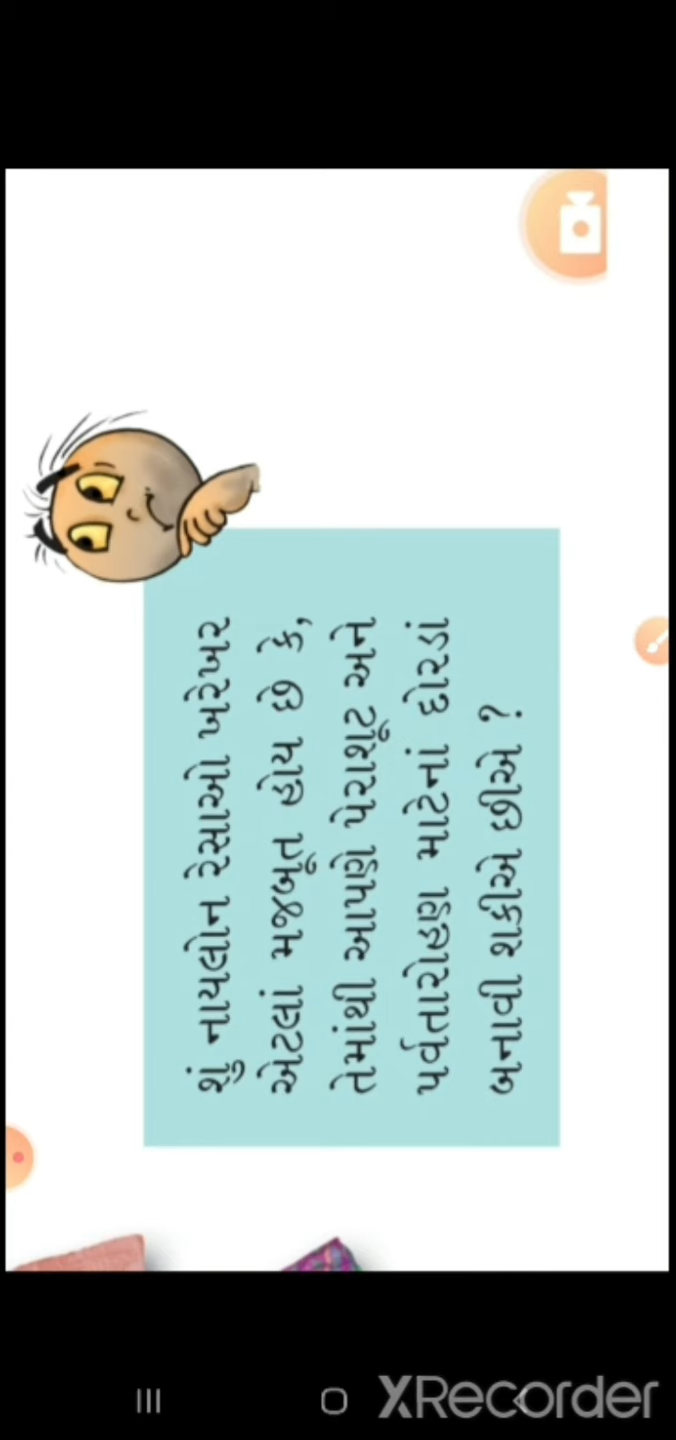 શું નાયલોન રેસાઓ ખરેખર
એટલાં મજબૂત હોય છે કે,
તેમાંથી આપણે પેરાશૂટ અને
પર્વતારોહણ માટેનાં દોરડાં
બનાવી શકીએ છીએ ?
XRecorder